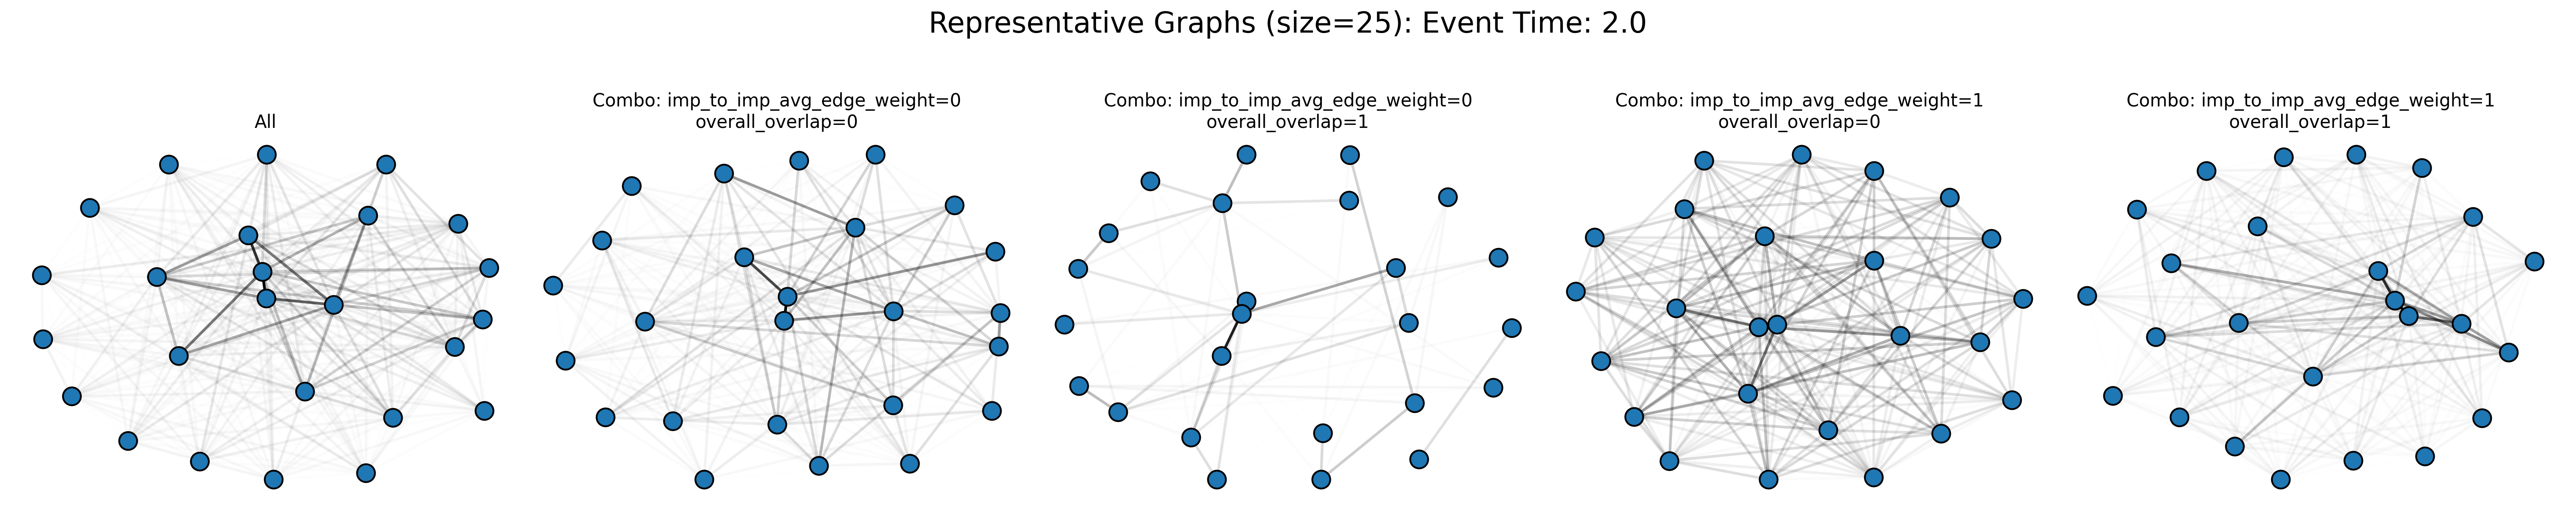 Representative Graphs (size=25): Event Time: 2.0
All
Combo: imp_to_imp_avg_edge_weight=0
overall_overlap=0
Combo: imp_to_imp_avg_edge_weight=0
overall_overlap=1
Combo: imp_to_imp_avg_edge_weight=1
overall_overlap=0
Combo: imp_to_imp_avg_edge_weight=1
overall_overlap=1